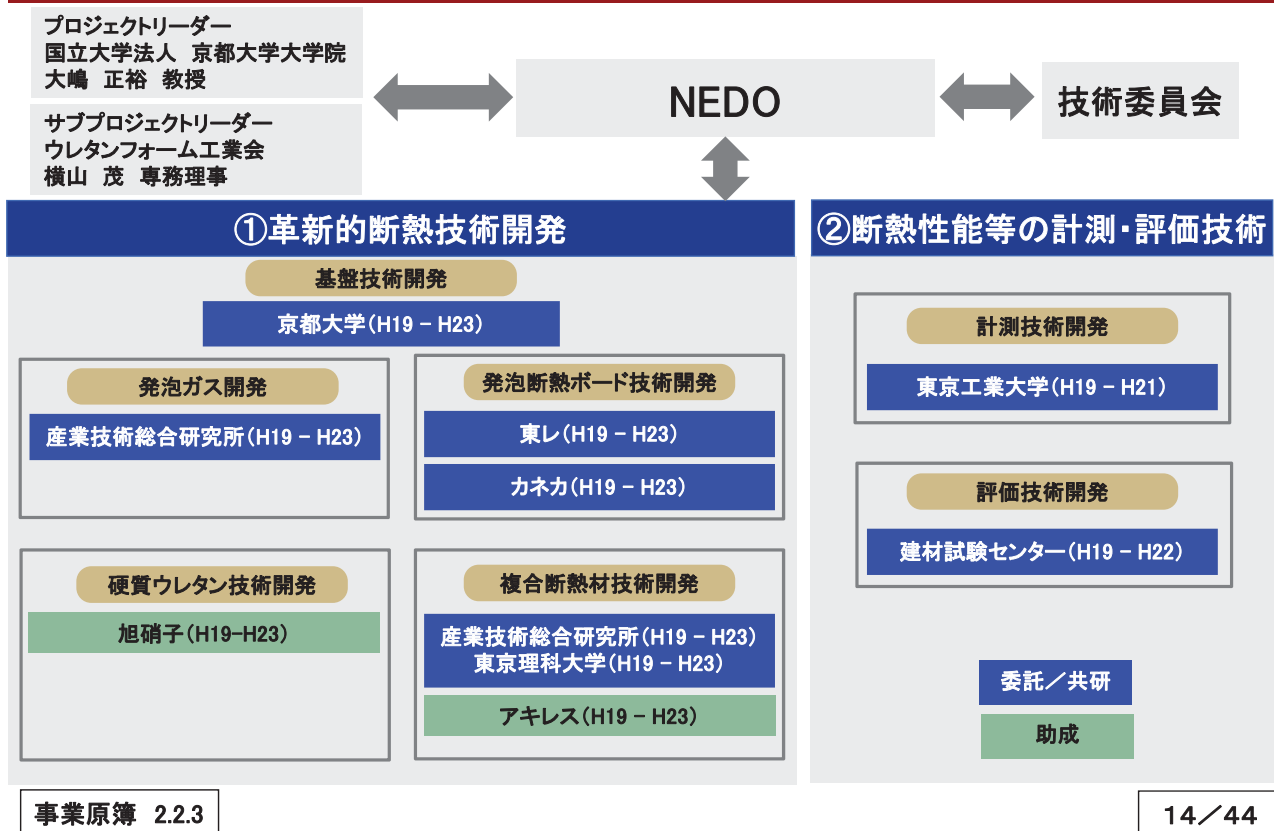 プロジェクトリーダー
国立大学法人 京都大学大学院
大嶋 正裕 教授
サブプロジェクトリーダー
ウレタンフォーム工業会
横山 茂 専務理事
NEDO
技術委員会
①革新的断熱技術開発
基盤技術開発
京都大学(H19 – H23)
発泡ガス開発
産業技術総合研究所(H19 – H23)
発泡断熱ボード技術開発
東レ(H19 – H23)
カネカ(H19 – H23)
硬質ウレタン技術開発
旭硝子(H19-H23)
複合断熱材技術開発
産業技術総合研究所(H19 – H23)
東京理科大学(H19 – H23)
アキレス(H19 – H23)
②断熱性能等の計測・評価技術
計測技術開発
東京工業大学(H19 – H21)
評価技術開発
建材試験センター(H19 – H22)
委託／共研
助成
事業原簿 2.2.3
14／44